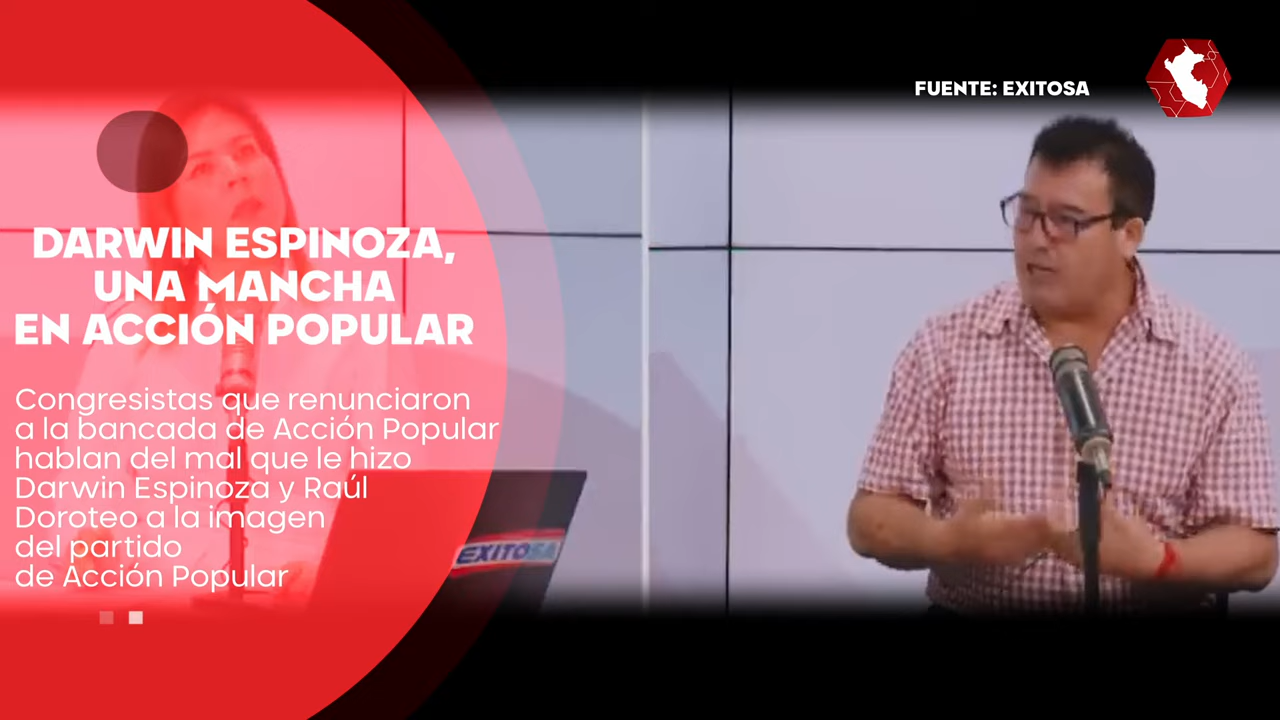 FUENTE: EXITOSA
DARWIN ESPINOZA,
UNA MANCHA
EN ACCIÓN POPULAR
Congresistas que renunciaron
a la bancada de Acción Popular
hablan del mal que le hizo
Darwin Espinoza y Raúl
Doroteo a la imagen
del partido
de Acción Popular
EXITOSA